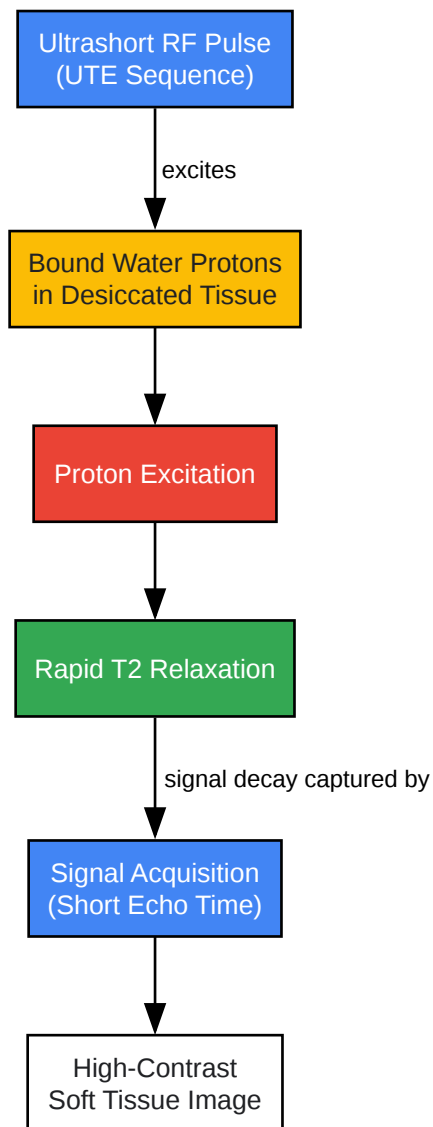 Ultrashort RF Pulse
(UTE Sequence)
excites
Bound Water Protons
in Desiccated Tissue
Proton Excitation
Rapid T2 Relaxation
signal decay captured by
Signal Acquisition
(Short Echo Time)
High-Contrast
Soft Tissue Image